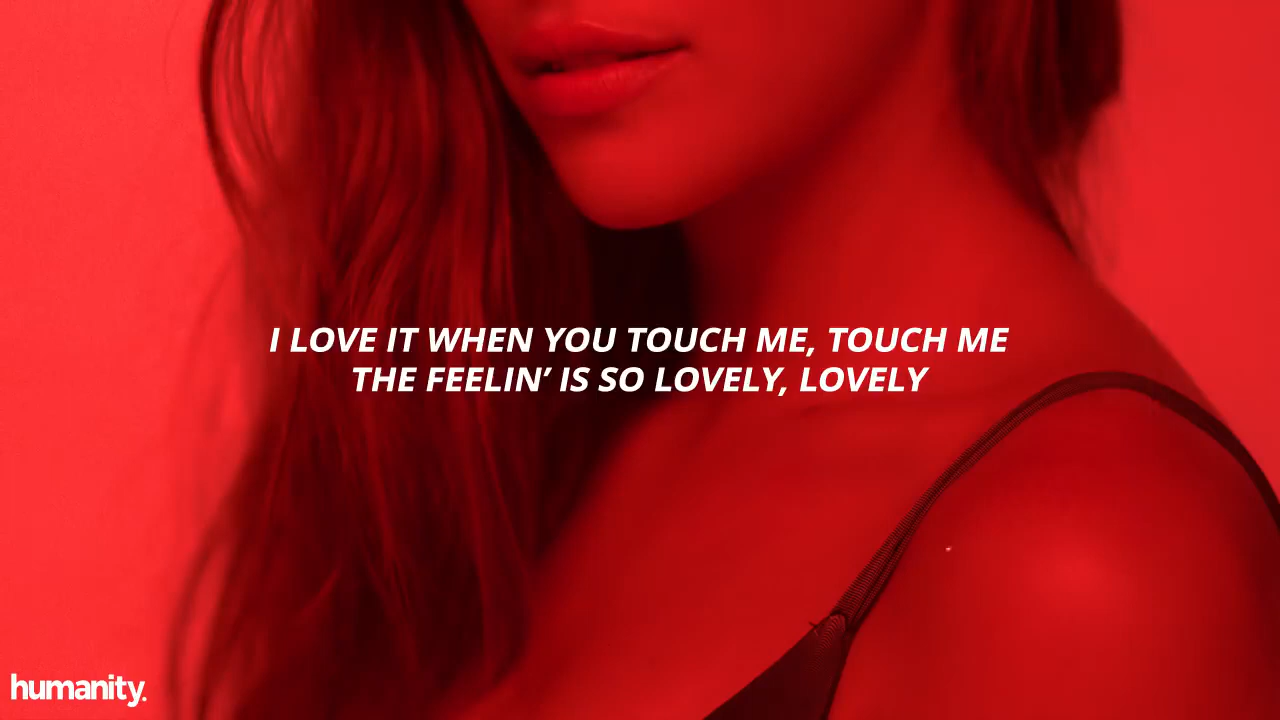 I LOVE IT WHEN YOU TOUCH ME, TOUCH ME
THE FEELIN’ IS SO LOVELY, LOVELY
humanity.